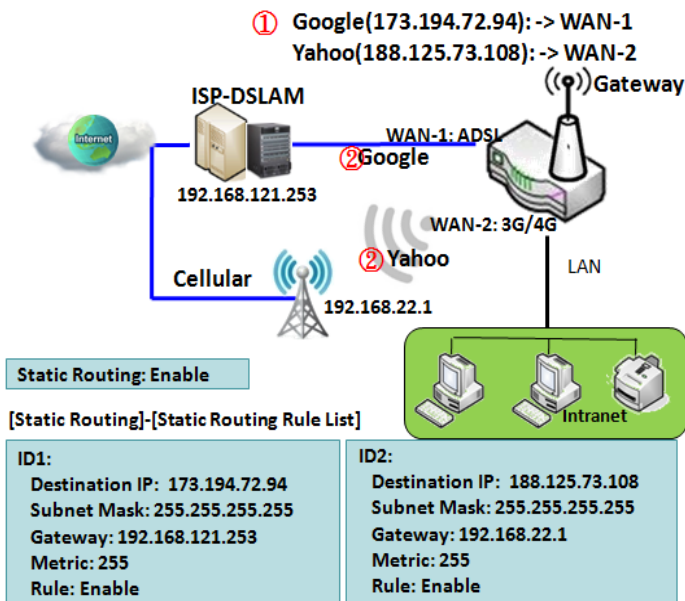 ① Google(173.194.72.94): -> WAN-1
Yahoo(188.125.73.108): -> WAN-2
Gateway
ISP-DSLAM
Internet
WAN-1: ADSL
②Google
192.168.121.253
WAN-2: 3G/4G
② Yahoo
LAN
Cellular
192.168.22.1
Static Routing: Enable
Intranet
[Static Routing]-[Static Routing Rule List]
ID1:
Destination IP: 173.194.72.94
Subnet Mask: 255.255.255.255
Gateway: 192.168.121.253
Metric: 255
Rule: Enable
ID2:
Destination IP: 188.125.73.108
Subnet Mask: 255.255.255.255
Gateway: 192.168.22.1
Metric: 255
Rule: Enable